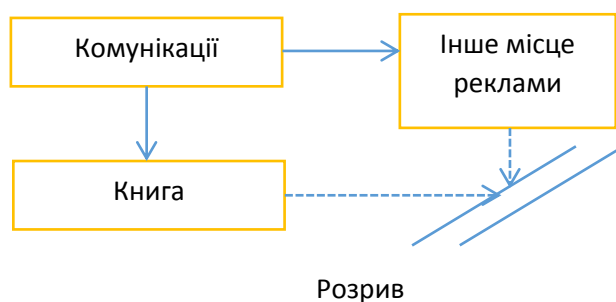 Комунікації
Інше місце
реклами
Книга
Розрив